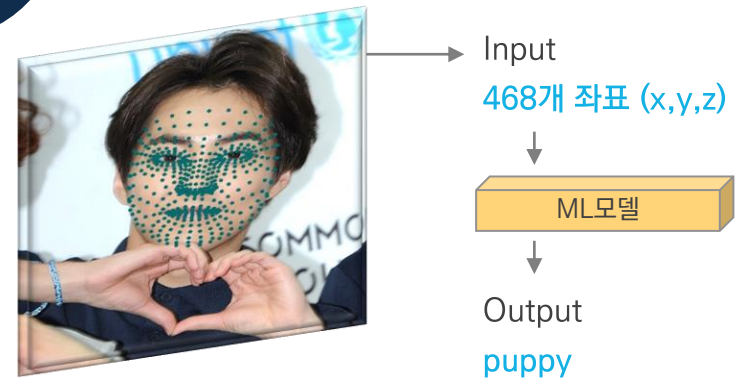 Input
468개 좌표 (x,y,z)
ML모델
Output
puppy